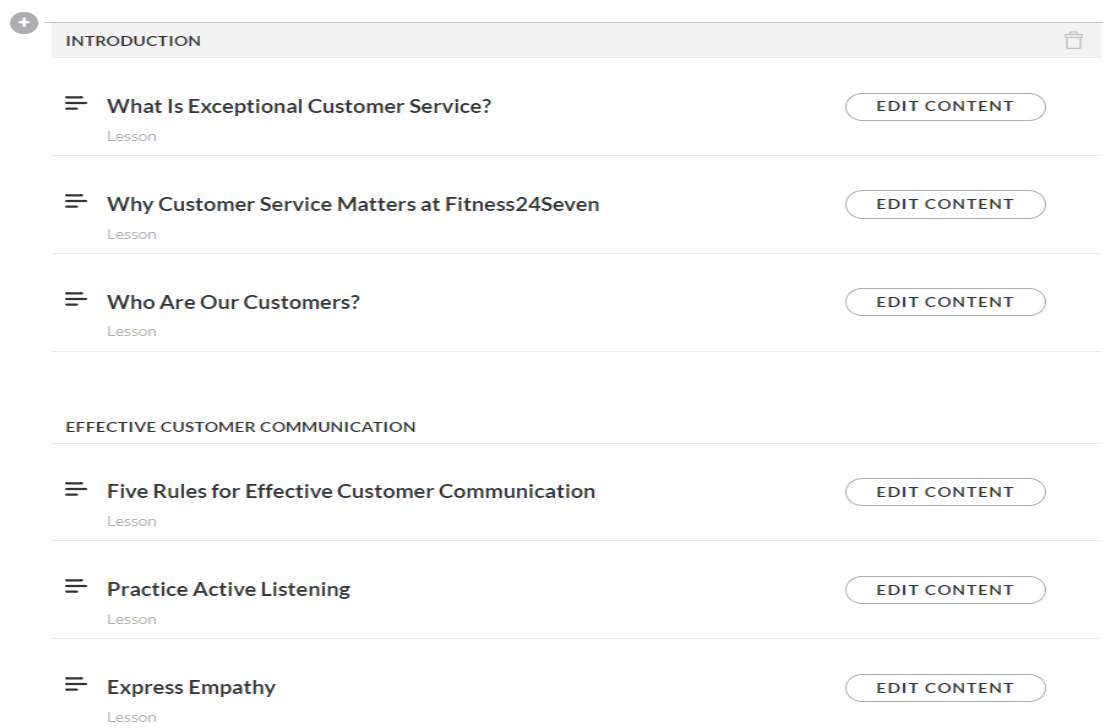 INTRODUCTION
What Is Exceptional Customer Service?
EDIT CONTENT
Lesson
Why Customer Service Matters at Fitness24Seven
EDIT CONTENT
Lesson
Who Are Our Customers?
EDIT CONTENT
Lesson
EFFECTIVE CUSTOMER COMMUNICATION
Five Rules for Effective Customer Communication
EDIT CONTENT
Lesson
Practice Active Listening
EDIT CONTENT
Lesson
Express Empathy
EDIT CONTENT
Lesson